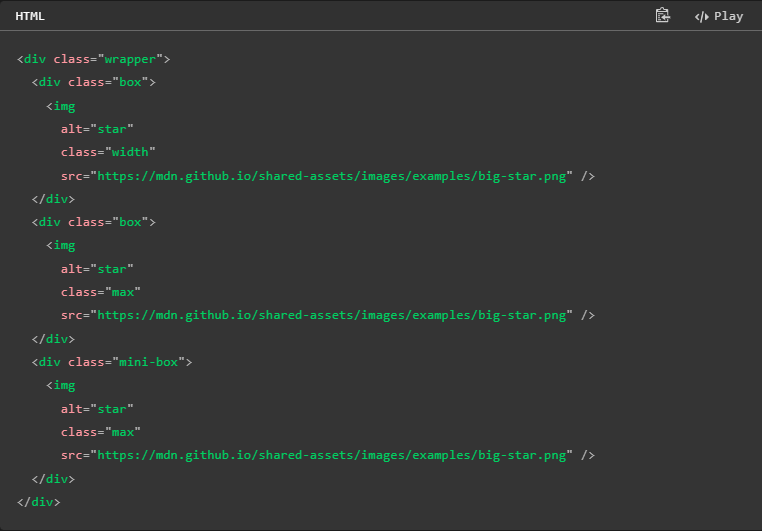 HTML
</> Play
<div class="wrapper">
  <div class="box">
    <img
      alt="star"
      class="width"
      src="https://mdn.github.io/shared-assets/images/examples/big-star.png" />
  </div>
  <div class="box">
    <img
      alt="star"
      class="max"
      src="https://mdn.github.io/shared-assets/images/examples/big-star.png" />
  </div>
  <div class="mini-box">
    <img
      alt="star"
      class="max"
      src="https://mdn.github.io/shared-assets/images/examples/big-star.png" />
  </div>
</div>